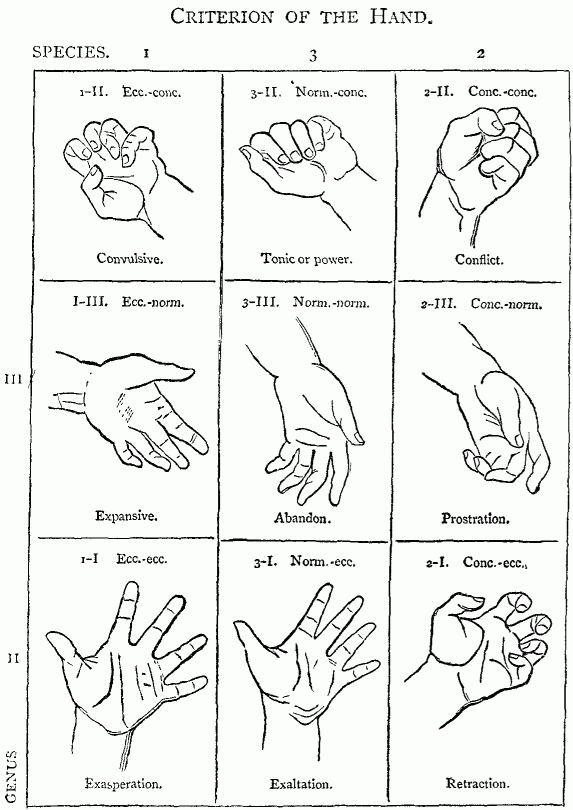 CRITERION OF THE HAND.
SPECIES. 1 3 2
1-II. Ecc.-conc. 3-II. Norm.-conc. 2-II. Conc.-conc.
Convulsive. Tonic or power. Conflict.
I-III. Ecc.-norm. 3-III. Norm.-norm. 2-III. Conc.-norm.
III
Expansive. Abandon. Prostration.
1-I Ecc.-ecc. 3-I. Norm.-ecc. 2-I. Conc.-ecc.
II
Exasperation. Exaltation. Retraction.
GENUS